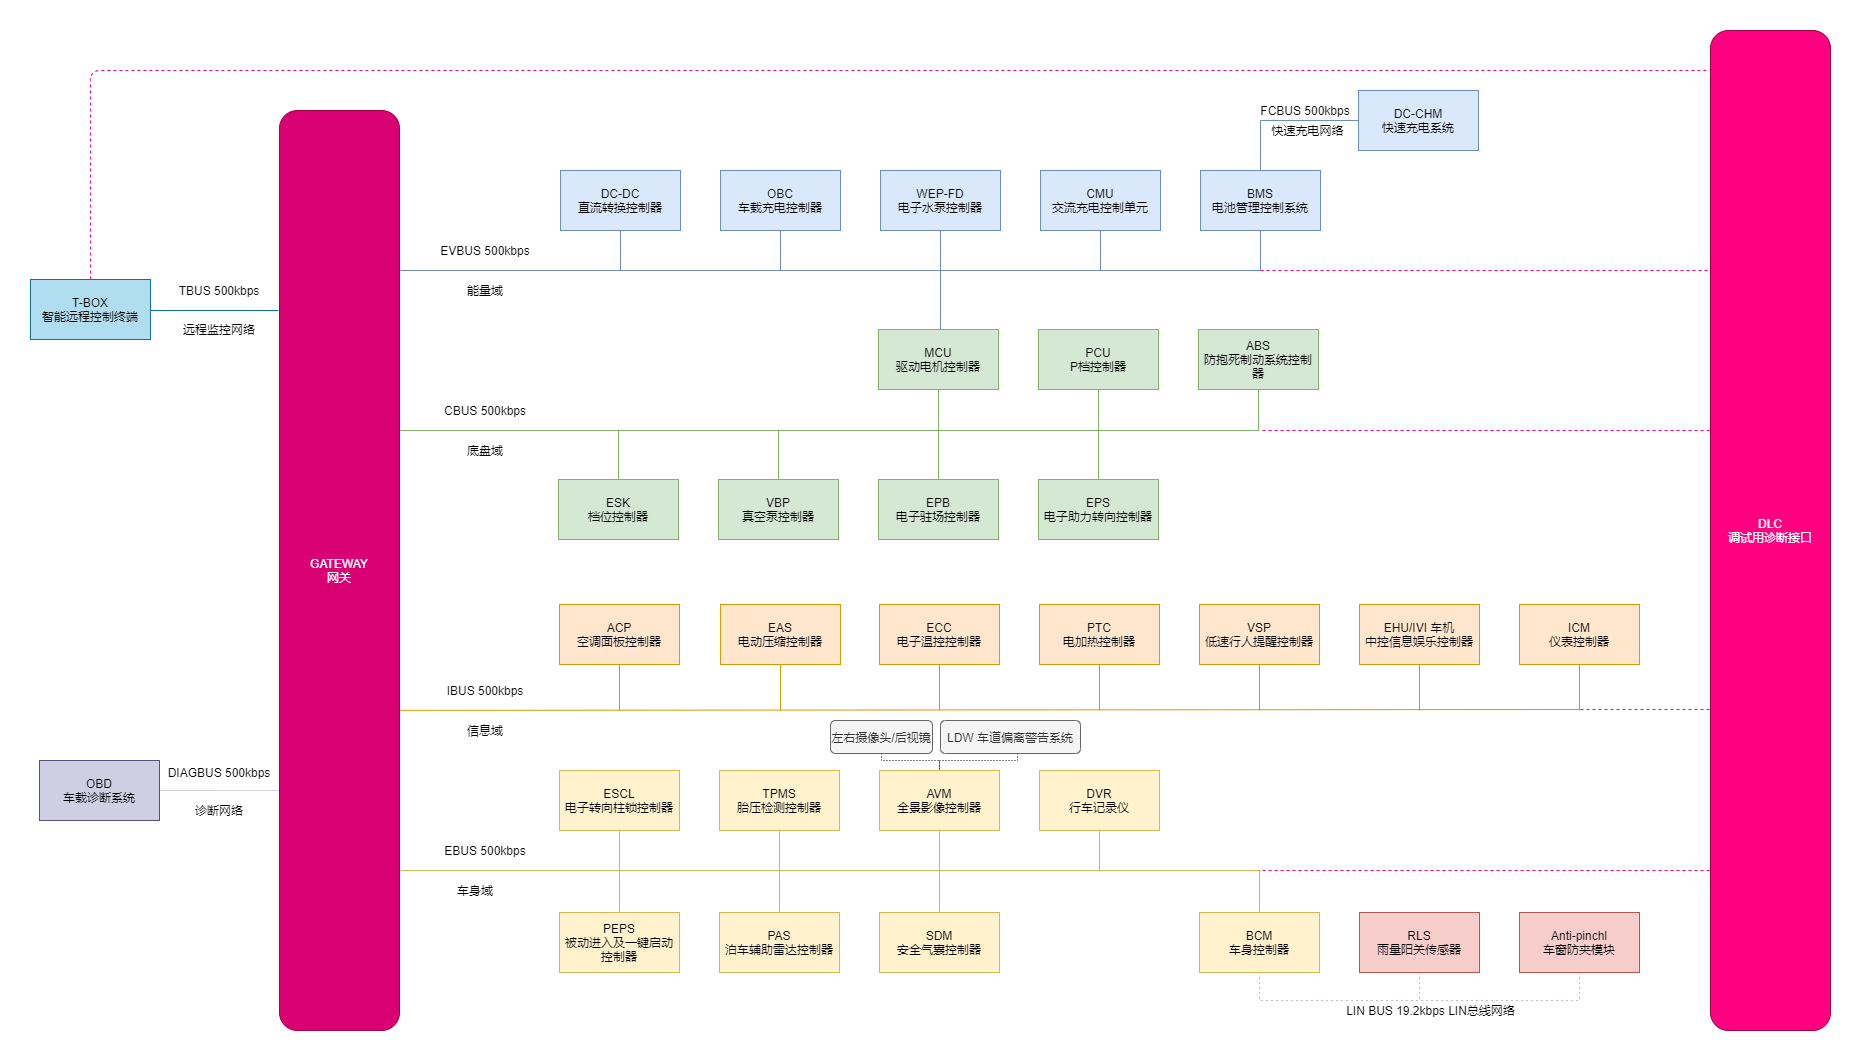 FCBUS 500kbps
快速充电网络
DC-CHM
快速充电系统
DC-DC
直流转换控制器
OBC
车载充电控制器
WEP-FD
电子水泵控制器
CMU
交流充电控制单元
BMS
电池管理控制系统
EVBUS 500kbps
能量域
T-BOX
智能远程控制终端
TBUS 500kbps
远程监控网络
MCU
驱动电机控制器
PCU
P档控制器
ABS
防抱死制动系统控制
器
CBUS 500kbps
底盘域
ESK
档位控制器
VBP
真空泵控制器
EPB
电子驻场控制器
EPS
电子助力转向控制器
GATEWAY
网关
DLC
调试用诊断接口
ACP
空调面板控制器
EAS
电动压缩控制器
ECC
电子温控控制器
PTC
电加热控制器
VSP
低速行人提醒控制器
EHU/IVI 车机
中控信息娱乐控制器
ICM
仪表控制器
IBUS 500kbps
信息域
左右摄像头/后视镜
LDW 车道偏离警告系统
OBD
车载诊断系统
DIAGBUS 500kbps
诊断网络
ESCL
电子转向柱锁控制器
TPMS
胎压检测控制器
AVM
全景影像控制器
DVR
行车记录仪
EBUS 500kbps
车身域
PEPS
被动进入及一键启动
控制器
PAS
泊车辅助雷达控制器
SDM
安全气囊控制器
BCM
车身控制器
RLS
雨量阳关传感器
Anti-pinchl
车窗防夹模块
LIN BUS 19.2kbps LIN总线网络